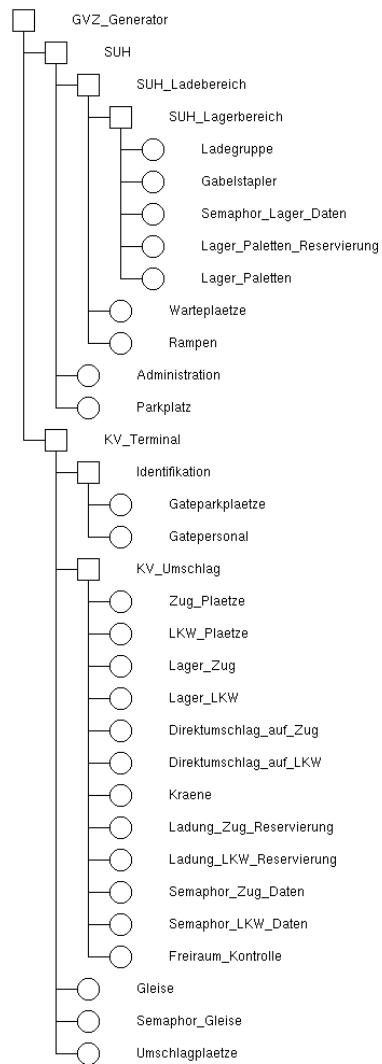 GVZ_Generator
SUH
SUH_Ladebereich
SUH_Lagerbereich
Ladegruppe
Gabelstapler
Semaphor_Lager_Daten
Lager_Paletten_Reservierung
Lager_Paletten
Warteplaetze
Rampen
Administration
Parkplatz
KV_Terminal
Identifikation
Gateparkplaetze
Gatepersonal
KV_Umschlag
Zug_Plaetze
LKW_Plaetze
Lager_Zug
Lager_LKW
Direktumschlag_auf_Zug
Direktumschlag_auf_LKW
Kraene
Ladung_Zug_Reservierung
Ladung_LKW_Reservierung
Semaphor_Zug_Daten
Semaphor_LKW_Daten
Freiraum_Kontrolle
Gleise
Semaphor_Gleise
Umschlagplaetze